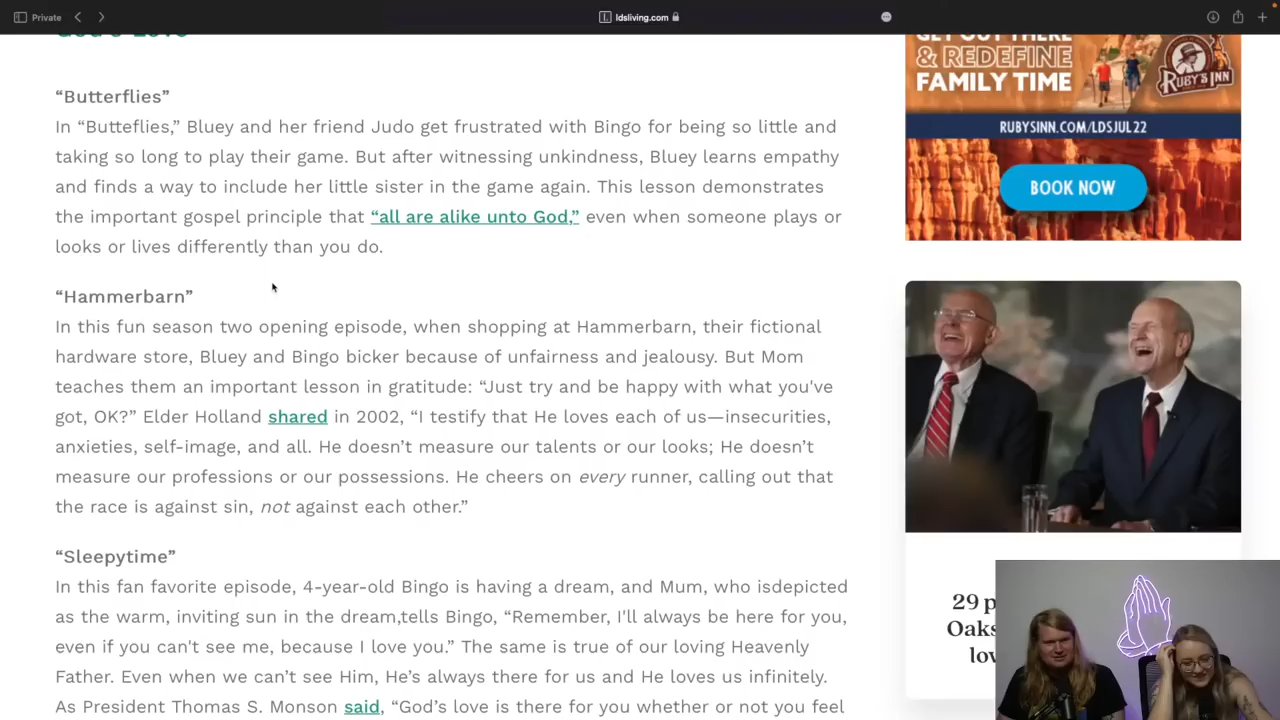 Private
ldsliving.com
God's Love
“Butterflies”
In “Butteflies,” Bluey and her friend Judo get frustrated with Bingo for being so little and
taking so long to play their game. But after witnessing unkindness, Bluey learns empathy
and finds a way to include her little sister in the game again. This lesson demonstrates
the important gospel principle that “all are alike unto God,” even when someone plays or
looks or lives differently than you do.
“Hammerbarn”
In this fun season two opening episode, when shopping at Hammerbarn, their fictional
hardware store, Bluey and Bingo bicker because of unfairness and jealousy. But Mom
teaches them an important lesson in gratitude: “Just try and be happy with what you've
got, OK?” Elder Holland shared in 2002, “I testify that He loves each of us—insecurities,
anxieties, self-image, and all. He doesn’t measure our talents or our looks; He doesn’t
measure our professions or our possessions. He cheers on every runner, calling out that
the race is against sin, not against each other.”
“Sleepytime”
In this fan favorite episode, 4-year-old Bingo is having a dream, and Mum, who isdepicted
as the warm, inviting sun in the dream,tells Bingo, “Remember, I'll always be here for you,
even if you can't see me, because I love you.” The same is true of our loving Heavenly
Father. Even when we can’t see Him, He’s always there for us and He loves us infinitely.
As President Thomas S. Monson said, “God’s love is there for you whether or not you feel
GET OUT THERE
& REDEFINE
FAMILY TIME
RUBY'S INN
RUBYSINN.COM/LDSJUL22
BOOK NOW
29 p
Oaks
lov